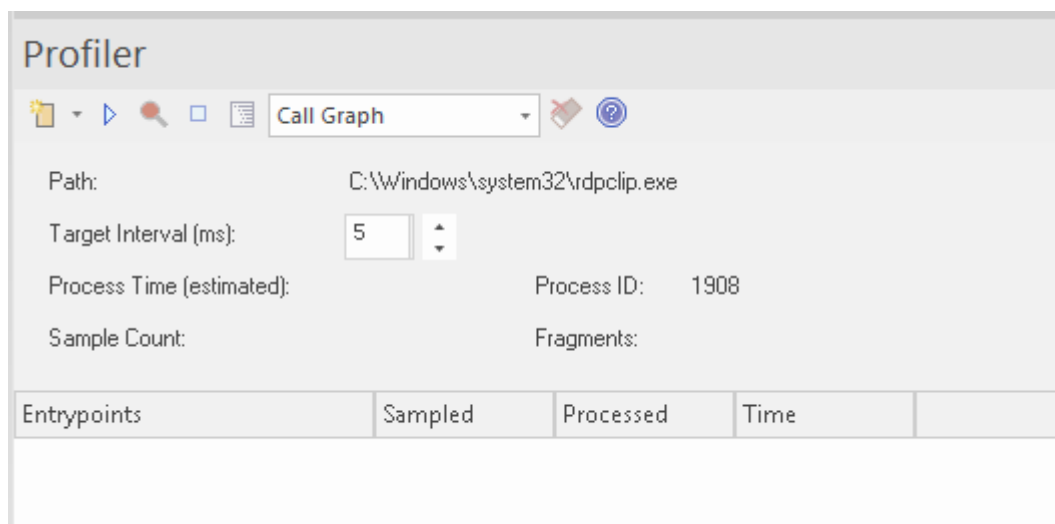 Profiler
Call Graph
Path: C:\Windows\system32\rdpclip.exe
Target Interval (ms): 5
Process Time (estimated): Process ID: 1908
Sample Count: Fragments:
Entrypoints Sampled Processed Time